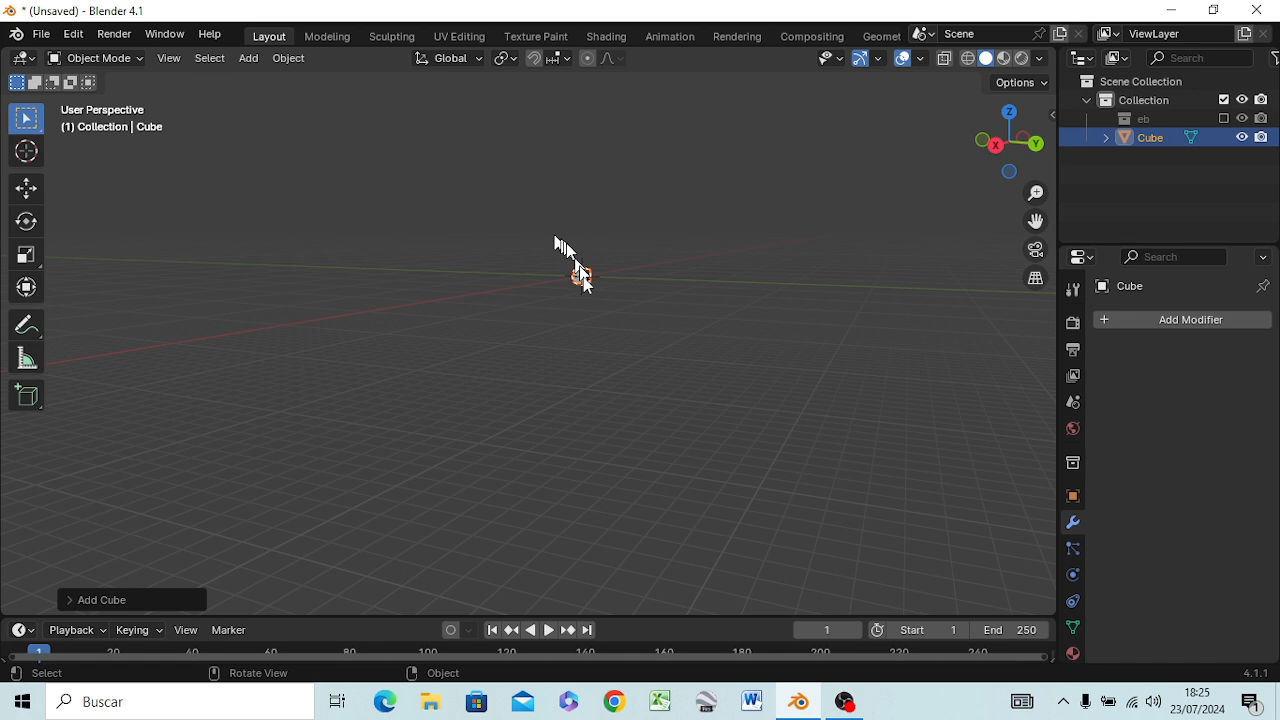 * (Unsaved) - Blender 4.1
File Edit Render Window Help Layout Modeling Sculpting UV Editing Texture Paint Shading Animation Rendering Compositing Geomet Scene ViewLayer
Object Mode View Select Add Object Global Search
Options
User Perspective
(1) Collection | Cube
Scene Collection
Collection
eb
Cube
Z
X
Y
Search
Cube
+ Add Modifier
> Add Cube
Playback Keying View Marker 1 Start 1 End 250
1 20 40 60 80 100 120 140 160 180 200 220 240
Select Rotate View Object 4.1.1
Buscar
18:25
23/07/2024
1